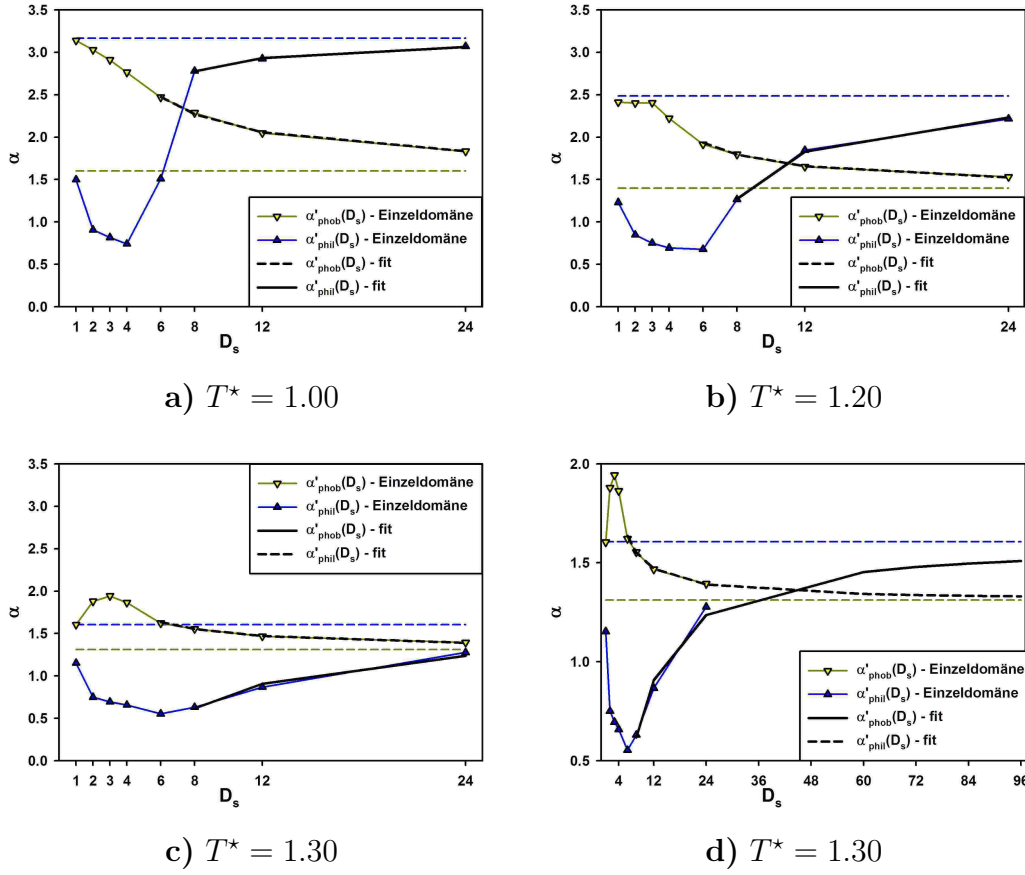 3.5
3.0
2.5
2.0
1.5
1.0
0.5
0.0
α
α'phob(Ds) - Einzeldomäne
α'phil(Ds) - Einzeldomäne
α'phob(Ds) - fit
α'phil(Ds) - fit
1 2 3 4 6 8 12 24
Ds
a) T⋆ = 1.00
3.5
3.0
2.5
2.0
1.5
1.0
0.5
0.0
α
α'phob(Ds) - Einzeldomäne
α'phil(Ds) - Einzeldomäne
α'phob(Ds) - fit
α'phil(Ds) - fit
1 2 3 4 6 8 12 24
Ds
b) T⋆ = 1.20
3.5
3.0
2.5
2.0
1.5
1.0
0.5
0.0
α
α'phob(Ds) - Einzeldomäne
α'phil(Ds) - Einzeldomäne
α'phob(Ds) - fit
α'phil(Ds) - fit
1 2 3 4 6 8 12 24
Ds
c) T⋆ = 1.30
2.0
1.5
1.0
0.5
α
α'phob(Ds) - Einzeldomäne
α'phil(Ds) - Einzeldomäne
α'phob(Ds) - fit
α'phil(Ds) - fit
4 12 24 36 48 60 72 84 96
Ds
d) T⋆ = 1.30